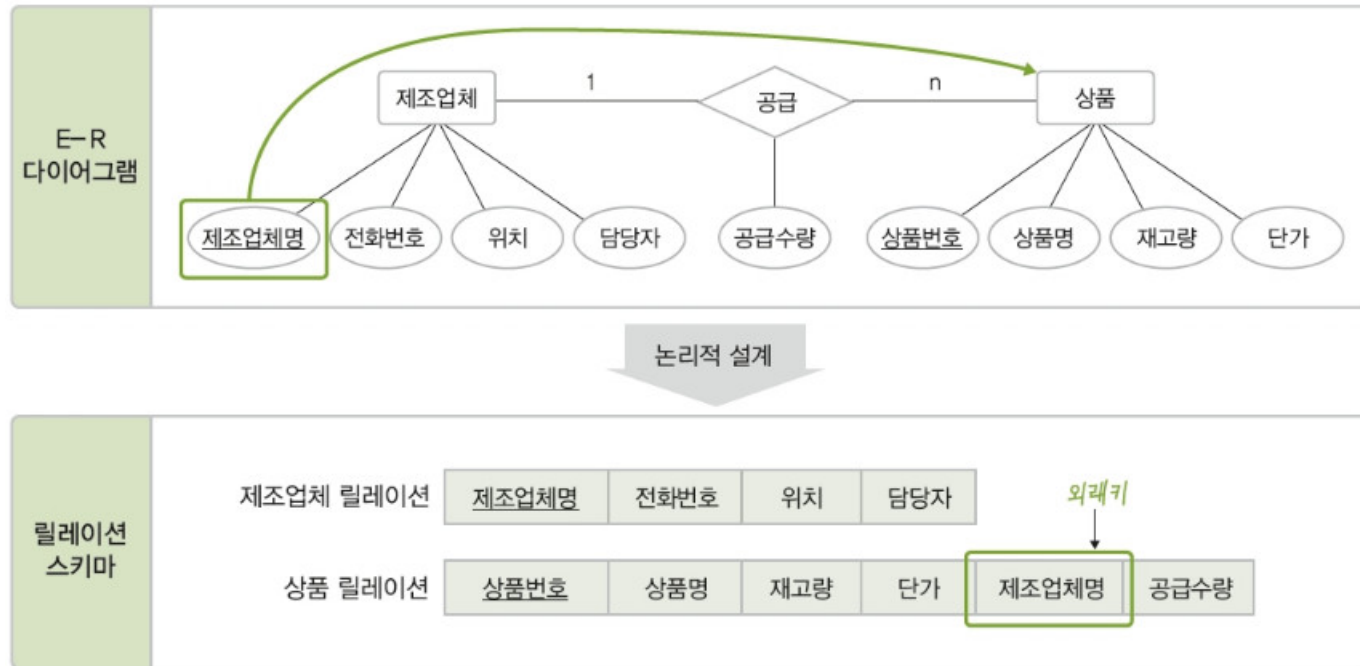 E-R
다이어그램
제조업체
1
공급
n
상품
제조업체명
전화번호
위치
담당자
공급수량
상품번호
상품명
재고량
단가
논리적 설계
릴레이션
스키마
제조업체 릴레이션
제조업체명 전화번호 위치 담당자
외래키
상품 릴레이션
상품번호 상품명 재고량 단가 제조업체명 공급수량